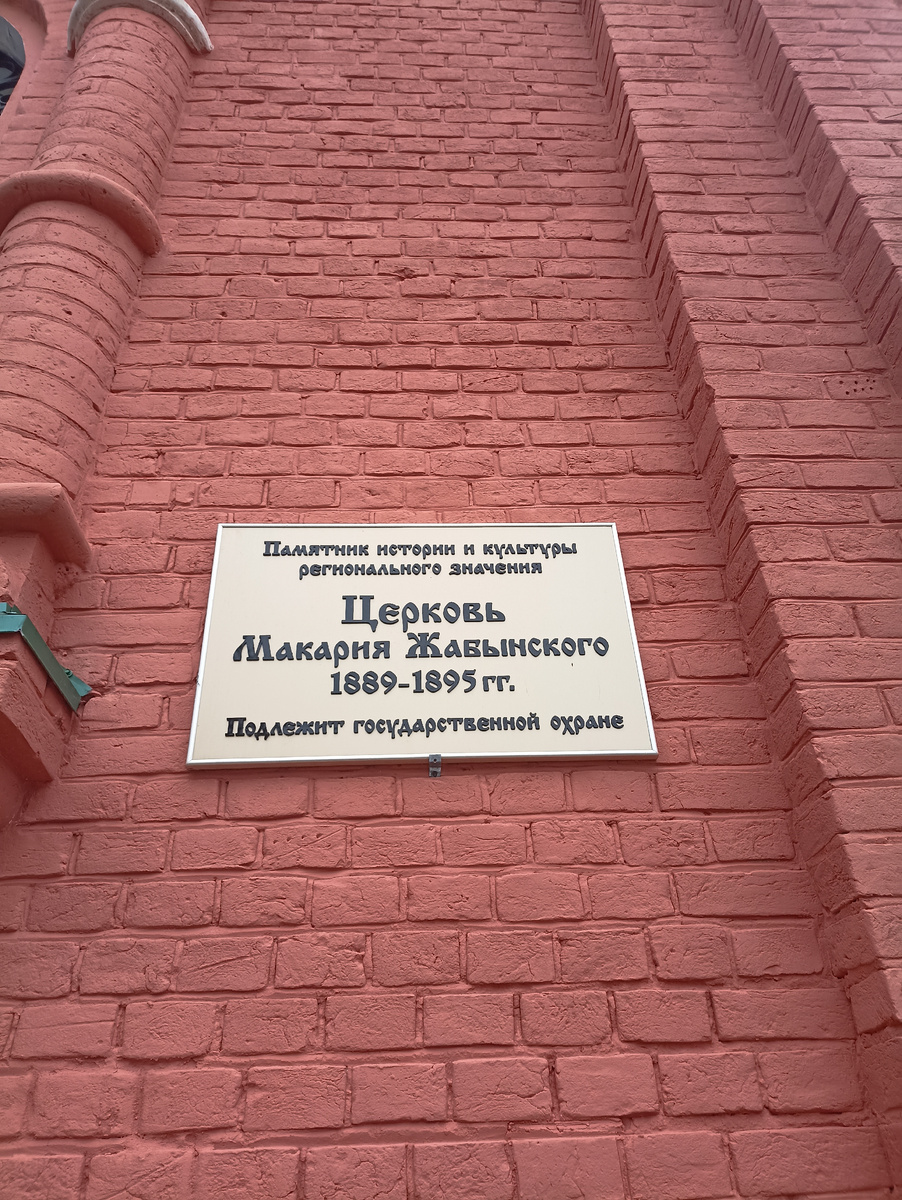 Памятник истории и культуры
регионального значения
Церковь
Макария Жабынского
1889-1895 гг.
Подлежит государственной охране